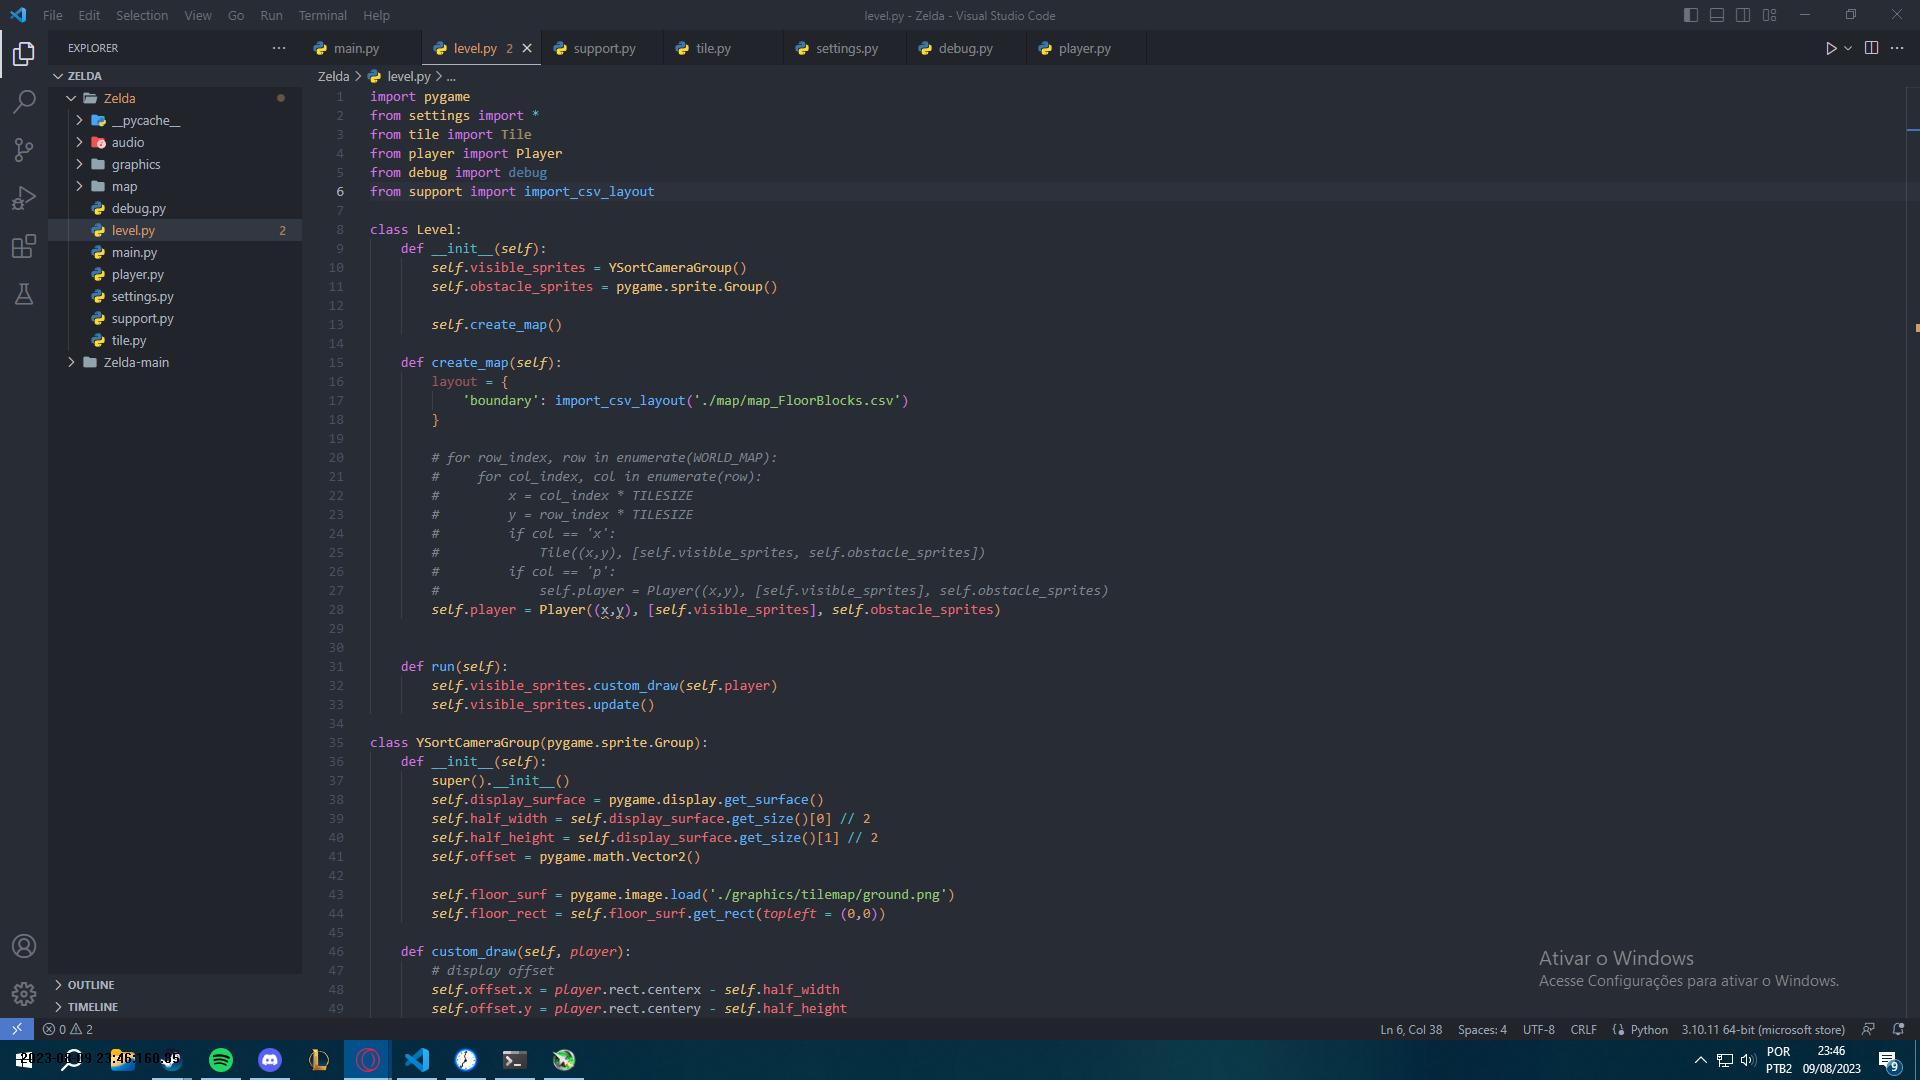 File Edit Selection View Go Run Terminal Help
level.py - Zelda - Visual Studio Code
EXPLORER
main.py
level.py 2
support.py
tile.py
settings.py
debug.py
player.py
ZELDA
Zelda
__pycache__
audio
graphics
map
debug.py
level.py 2
main.py
player.py
settings.py
support.py
tile.py
Zelda-main
OUTLINE
TIMELINE
Zelda > level.py > ...
1 import pygame
2 from settings import *
3 from tile import Tile
4 from player import Player
5 from debug import debug
6 from support import import_csv_layout
7
8 class Level:
9 def __init__(self):
10 self.visible_sprites = YSortCameraGroup()
11 self.obstacle_sprites = pygame.sprite.Group()
12
13 self.create_map()
14
15 def create_map(self):
16 layout = {
17 'boundary': import_csv_layout('./map/map_FloorBlocks.csv')
18 }
19
20 # for row_index, row in enumerate(WORLD_MAP):
21 # for col_index, col in enumerate(row):
22 # x = col_index * TILESIZE
23 # y = row_index * TILESIZE
24 # if col == 'x':
25 # Tile((x,y), [self.visible_sprites, self.obstacle_sprites])
26 # if col == 'p':
27 # self.player = Player((x,y), [self.visible_sprites], self.obstacle_sprites)
28 self.player = Player((x,y), [self.visible_sprites], self.obstacle_sprites)
29
30
31 def run(self):
32 self.visible_sprites.custom_draw(self.player)
33 self.visible_sprites.update()
34
35 class YSortCameraGroup(pygame.sprite.Group):
36 def __init__(self):
37 super().__init__()
38 self.display_surface = pygame.display.get_surface()
39 self.half_width = self.display_surface.get_size()[0] // 2
40 self.half_height = self.display_surface.get_size()[1] // 2
41 self.offset = pygame.math.Vector2()
42
43 self.floor_surf = pygame.image.load('./graphics/tilemap/ground.png')
44 self.floor_rect = self.floor_surf.get_rect(topleft = (0,0))
45
46 def custom_draw(self, player):
47 # display offset
48 self.offset.x = player.rect.centerx - self.half_width
49 self.offset.y = player.rect.centery - self.half_height
Ativar o Windows
Acesse Configurações para ativar o Windows.
0 2
Ln 6, Col 38 Spaces: 4 UTF-8 CRLF Python 3.10.11 64-bit (microsoft store)
POR
PTB2
23:46
09/08/2023
9